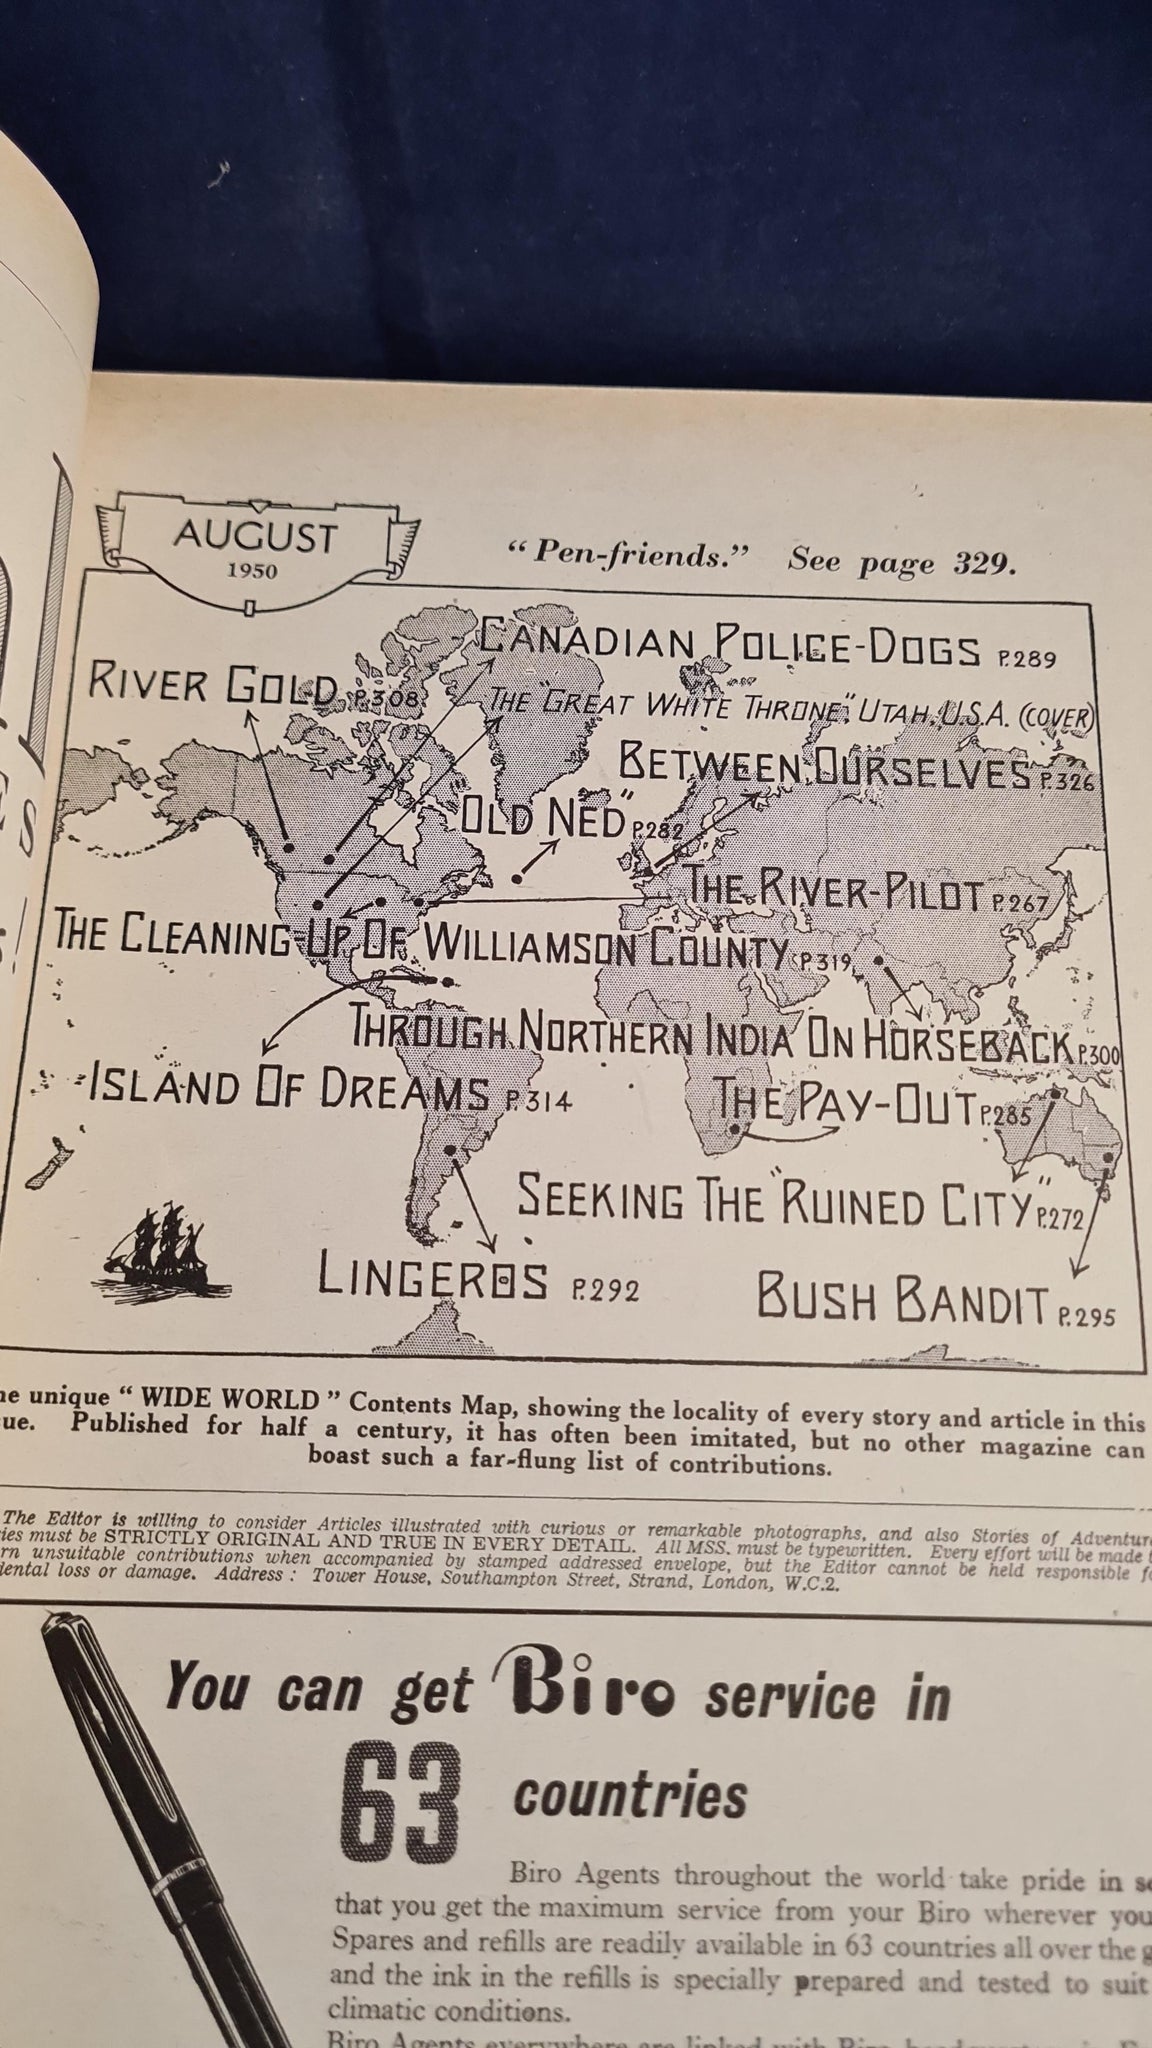 AUGUST
1950
"Pen-friends." See page 329.
CANADIAN POLICE-DOGS P.289
RIVER GOLD P.308
THE "GREAT WHITE THRONE", UTAH, U.S.A. (COVER)
BETWEEN OURSELVES P.326
"OLD NED" P.282
THE RIVER-PILOT P.267
THE CLEANING-UP OF WILLIAMSON COUNTY P.319
THROUGH NORTHERN INDIA ON HORSEBACK P.300
ISLAND OF DREAMS P.314
THE PAY-OUT P.285
SEEKING THE "RUINED CITY" P.272
LINGEROS P.292
BUSH BANDIT P.295
unique "WIDE WORLD" Contents Map, showing the locality of every story and article in this
Published for half a century, it has often been imitated, but no other magazine can
boast such a far-flung list of contributions.
The Editor is willing to consider Articles illustrated with curious or remarkable photographs, and also Stories of
must be STRICTLY ORIGINAL AND TRUE IN EVERY DETAIL. All MSS. must be typewritten. Every effort will be made
unsuitable contributions when accompanied by stamped addressed envelope, but the Editor cannot be held responsible
loss or damage. Address: Tower House, Southampton Street, Strand, London, W.C.2.
You can get Biro service in
63 countries
Biro Agents throughout the world take pride in
that you get the maximum service from your Biro wherever you
Spares and refills are readily available in 63 countries all over the
and the ink in the refills is specially prepared and tested to suit
climatic conditions.
Biro Agents everywhere are linked with Biro